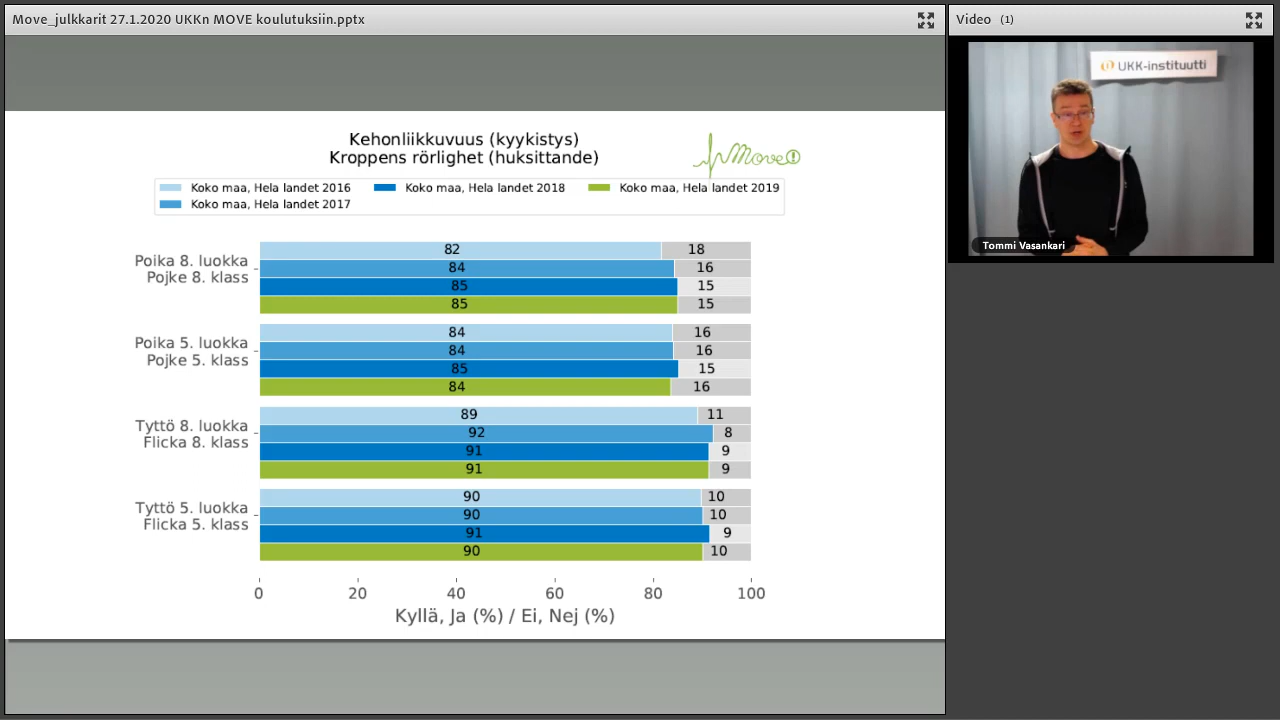 Move_julkkarit 27.1.2020 UKKn MOVE koulutuksiin.pptx
Video (1)
UKK-instituutti
Tommi Vasankari
Kehonliikkuvuus (kyykistys)
Kroppens rörlighet (huksittande)
Move!
Koko maa, Hela landet 2016
Koko maa, Hela landet 2017
Koko maa, Hela landet 2018
Koko maa, Hela landet 2019
Poika 8. luokka
Pojke 8. klass
82 18
84 16
85 15
85 15
Poika 5. luokka
Pojke 5. klass
84 16
84 16
85 15
84 16
Tyttö 8. luokka
Flicka 8. klass
89 11
92 8
91 9
91 9
Tyttö 5. luokka
Flicka 5. klass
90 10
90 10
91 9
90 10
0 20 40 60 80 100
Kyllä, Ja (%) / Ei, Nej (%)